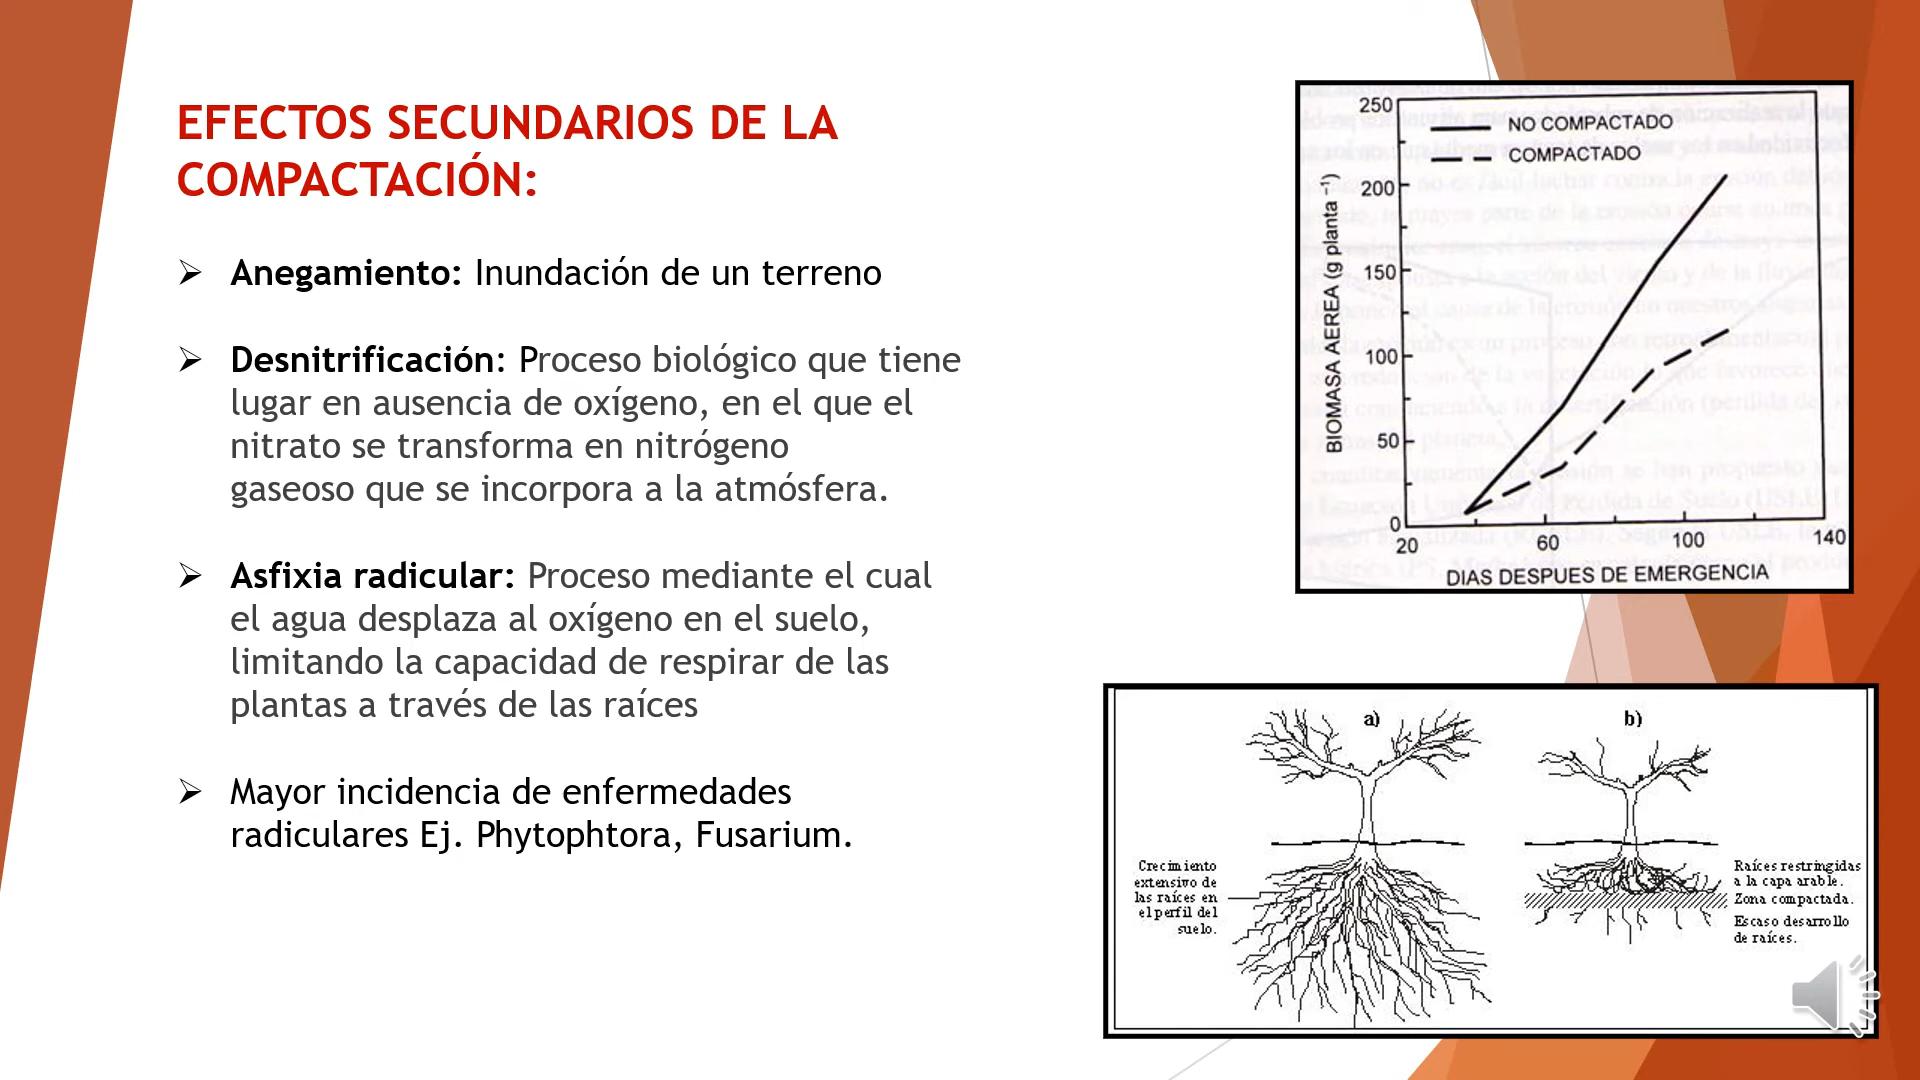 EFECTOS SECUNDARIOS DE LA
COMPACTACIÓN:
Anegamiento: Inundación de un terreno
Desnitrificación: Proceso biológico que tiene
lugar en ausencia de oxígeno, en el que el
nitrato se transforma en nitrógeno
gaseoso que se incorpora a la atmósfera.
Asfixia radicular: Proceso mediante el cual
el agua desplaza al oxígeno en el suelo,
limitando la capacidad de respirar de las
plantas a través de las raíces
Mayor incidencia de enfermedades
radiculares Ej. Phytophtora, Fusarium.
NO COMPACTADO
COMPACTADO
BIOMASA AEREA (g planta ⁻¹)
250
200
150
100
50
0
20 60 100 140
DIAS DESPUES DE EMERGENCIA
a)
b)
Crecimiento
extensivo de
las raíces en
el perfil del
suelo.
Raíces restringidas
a la capa arable.
Zona compactada.
Escaso desarrollo
de raíces.